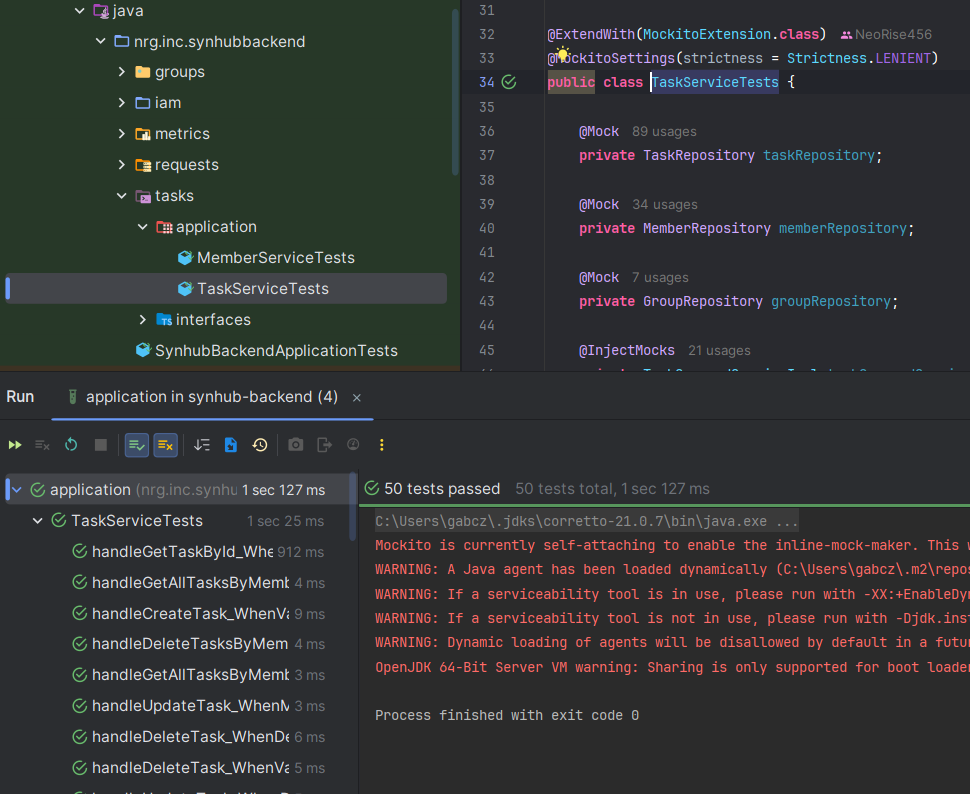 java
nrg.inc.synhubbackend
groups
iam
metrics
requests
tasks
application
MemberServiceTests
TaskServiceTests
interfaces
SynhubBackendApplicationTests
31
32 @ExtendWith(MockitoExtension.class) NeoRise456
33 @MockitoSettings(strictness = Strictness.LENIENT)
34 public class TaskServiceTests {
35
36 @Mock 89 usages
37 private TaskRepository taskRepository;
38
39 @Mock 34 usages
40 private MemberRepository memberRepository;
41
42 @Mock 7 usages
43 private GroupRepository groupRepository;
44
45 @InjectMocks 21 usages
Run application in synhub-backend (4)
application (nrg.inc.synhu 1 sec 127 ms
TaskServiceTests 1 sec 25 ms
handleGetTaskById_Whe 912 ms
handleGetAllTasksByMemb 4 ms
handleCreateTask_WhenVa 9 ms
handleDeleteTasksByMem 4 ms
handleGetAllTasksByMemb 3 ms
handleUpdateTask_WhenM 3 ms
handleDeleteTask_WhenDe 6 ms
handleDeleteTask_WhenVa 5 ms
50 tests passed 50 tests total, 1 sec 127 ms
C:\Users\gabcz\.jdks\corretto-21.0.7\bin\java.exe ...
Mockito is currently self-attaching to enable the inline-mock-maker. This w
WARNING: A Java agent has been loaded dynamically (C:\Users\gabcz\.m2\repos
WARNING: If a serviceability tool is in use, please run with -XX:+EnableDyn
WARNING: If a serviceability tool is not in use, please run with -Djdk.inst
WARNING: Dynamic loading of agents will be disallowed by default in a futur
OpenJDK 64-Bit Server VM warning: Sharing is only supported for boot loader
Process finished with exit code 0